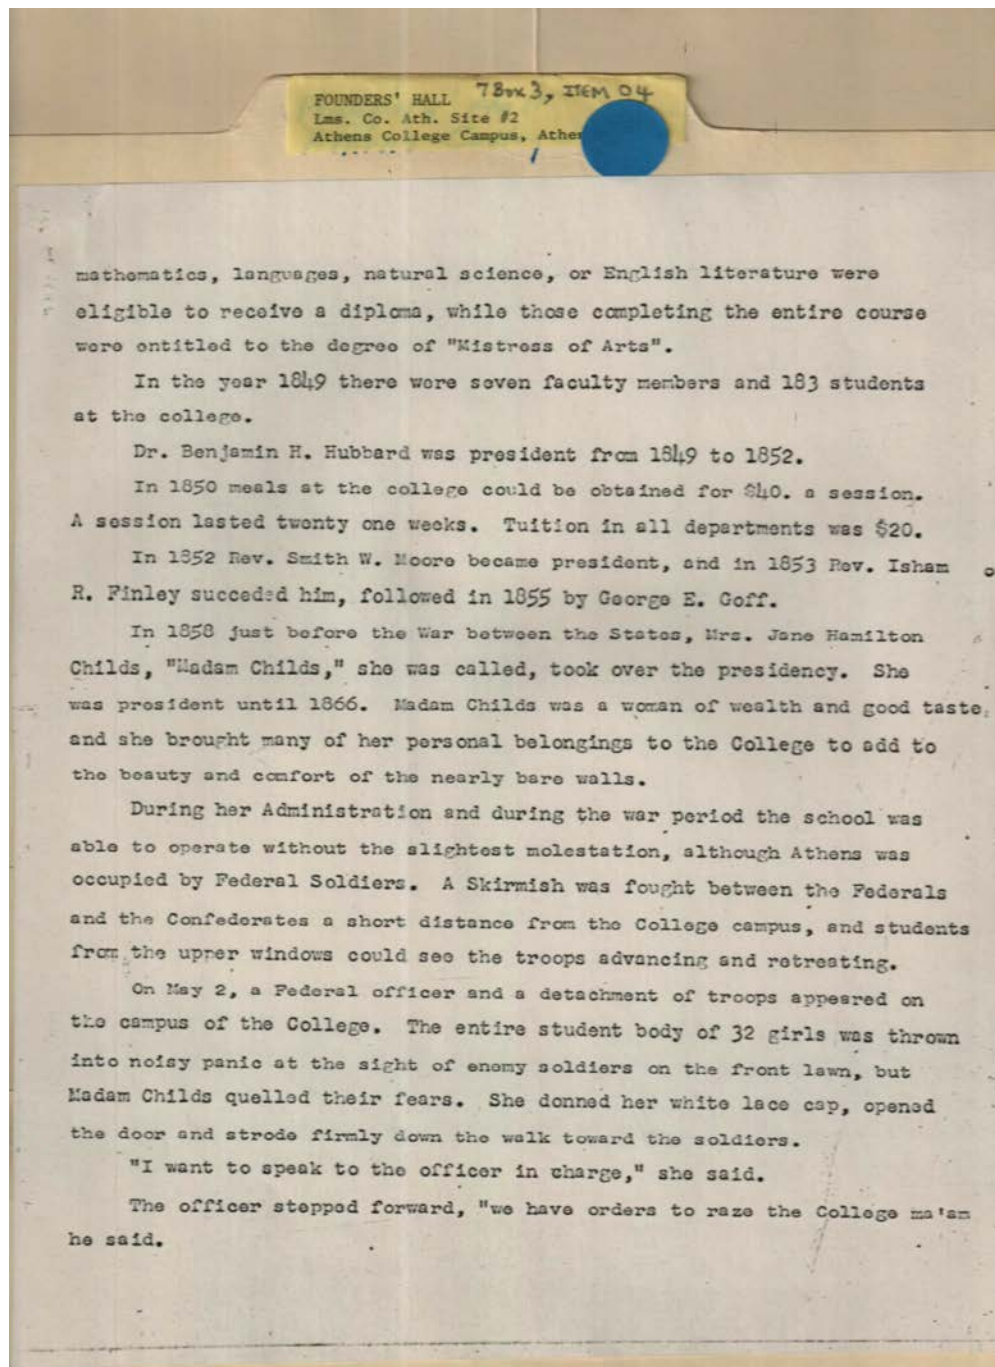 FOUNDERS' HALL 7 Box 3, ITEM 04
Lms. Co. Ath. Site #2
Athens College Campus, Athe
mathematics, languages, natural science, or English literature were
eligible to receive a diploma, while those completing the entire course
were entitled to the degree of "Mistress of Arts".
In the year 1849 there were seven faculty members and 183 students
at the college.
Dr. Benjamin H. Hubbard was president from 1849 to 1852.
In 1850 meals at the college could be obtained for $40. a session.
A session lasted twenty one weeks. Tuition in all departments was $20.
In 1852 Rev. Smith W. Moore became president, and in 1853 Rev. Isham
R. Finley succeded him, followed in 1855 by George E. Goff.
In 1858 just before the War between the States, Mrs. Jane Hamilton
Childs, "Madam Childs," she was called, took over the presidency. She
was president until 1866. Madam Childs was a woman of wealth and good taste,
and she brought many of her personal belongings to the College to add to
the beauty and comfort of the nearly bare walls.
During her Administration and during the war period the school was
able to operate without the slightest molestation, although Athens was
occupied by Federal Soldiers. A Skirmish was fought between the Federals
and the Confederates a short distance from the College campus, and students
from the upper windows could see the troops advancing and retreating.
On May 2, a Federal officer and a detachment of troops appeared on
the campus of the College. The entire student body of 32 girls was thrown
into noisy panic at the sight of enemy soldiers on the front lawn, but
Madam Childs quelled their fears. She donned her white lace cap, opened
the door and strode firmly down the walk toward the soldiers.
"I want to speak to the officer in charge," she said.
The officer stepped forward, "we have orders to raze the College ma'am
he said.